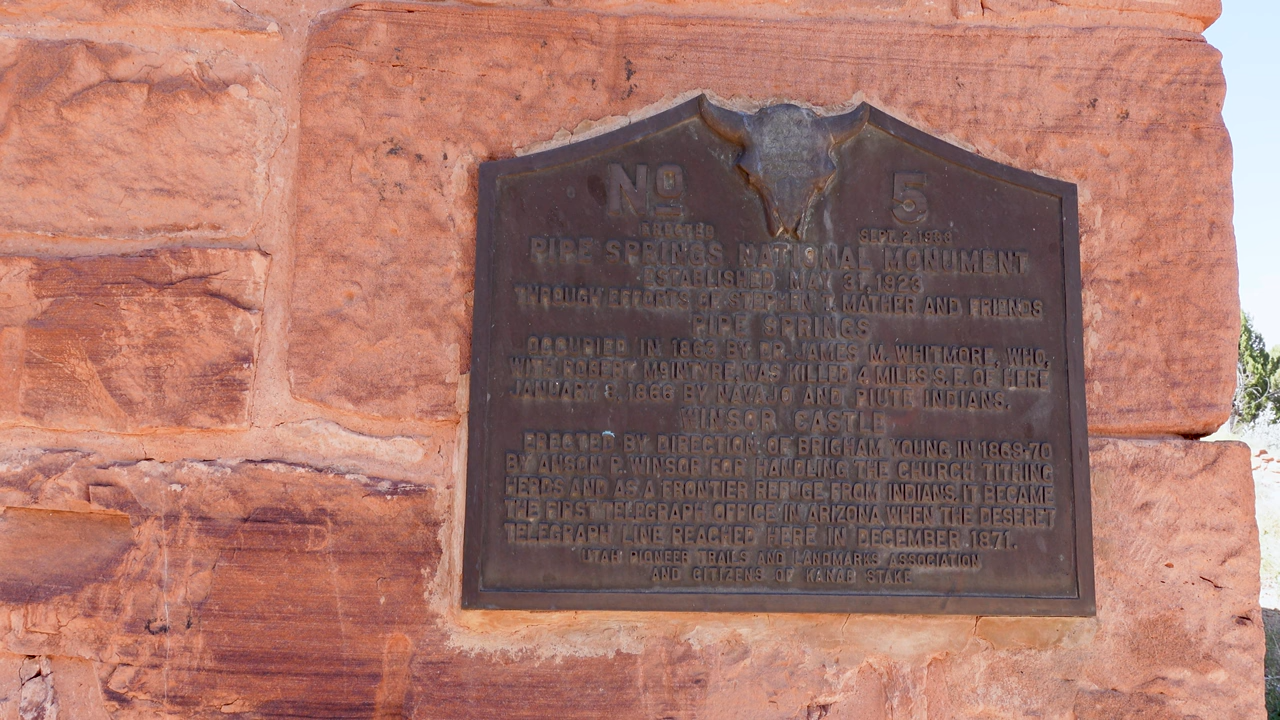 No 5
ERECTED SEPT. 2, 1933
PIPE SPRINGS NATIONAL MONUMENT
ESTABLISHED MAY 31, 1923
THROUGH EFFORTS OF STEPHEN T. MATHER AND FRIENDS
PIPE SPRINGS
OCCUPIED IN 1863 BY DR. JAMES M. WHITMORE, WHO,
WITH ROBERT McINTYRE, WAS KILLED 4 MILES S.E. OF HERE
JANUARY 8, 1866 BY NAVAJO AND PIUTE INDIANS.
WINSOR CASTLE
ERECTED BY DIRECTION OF BRIGHAM YOUNG IN 1869-70
BY ANSON P. WINSOR FOR HANDLING THE CHURCH TITHING
HERDS AND AS A FRONTIER REFUGE FROM INDIANS. IT BECAME
THE FIRST TELEGRAPH OFFICE IN ARIZONA WHEN THE DESERET
TELEGRAPH LINE REACHED HERE IN DECEMBER, 1871.
UTAH PIONEER TRAILS AND LANDMARKS ASSOCIATION
AND CITIZENS OF KANAB STAKE